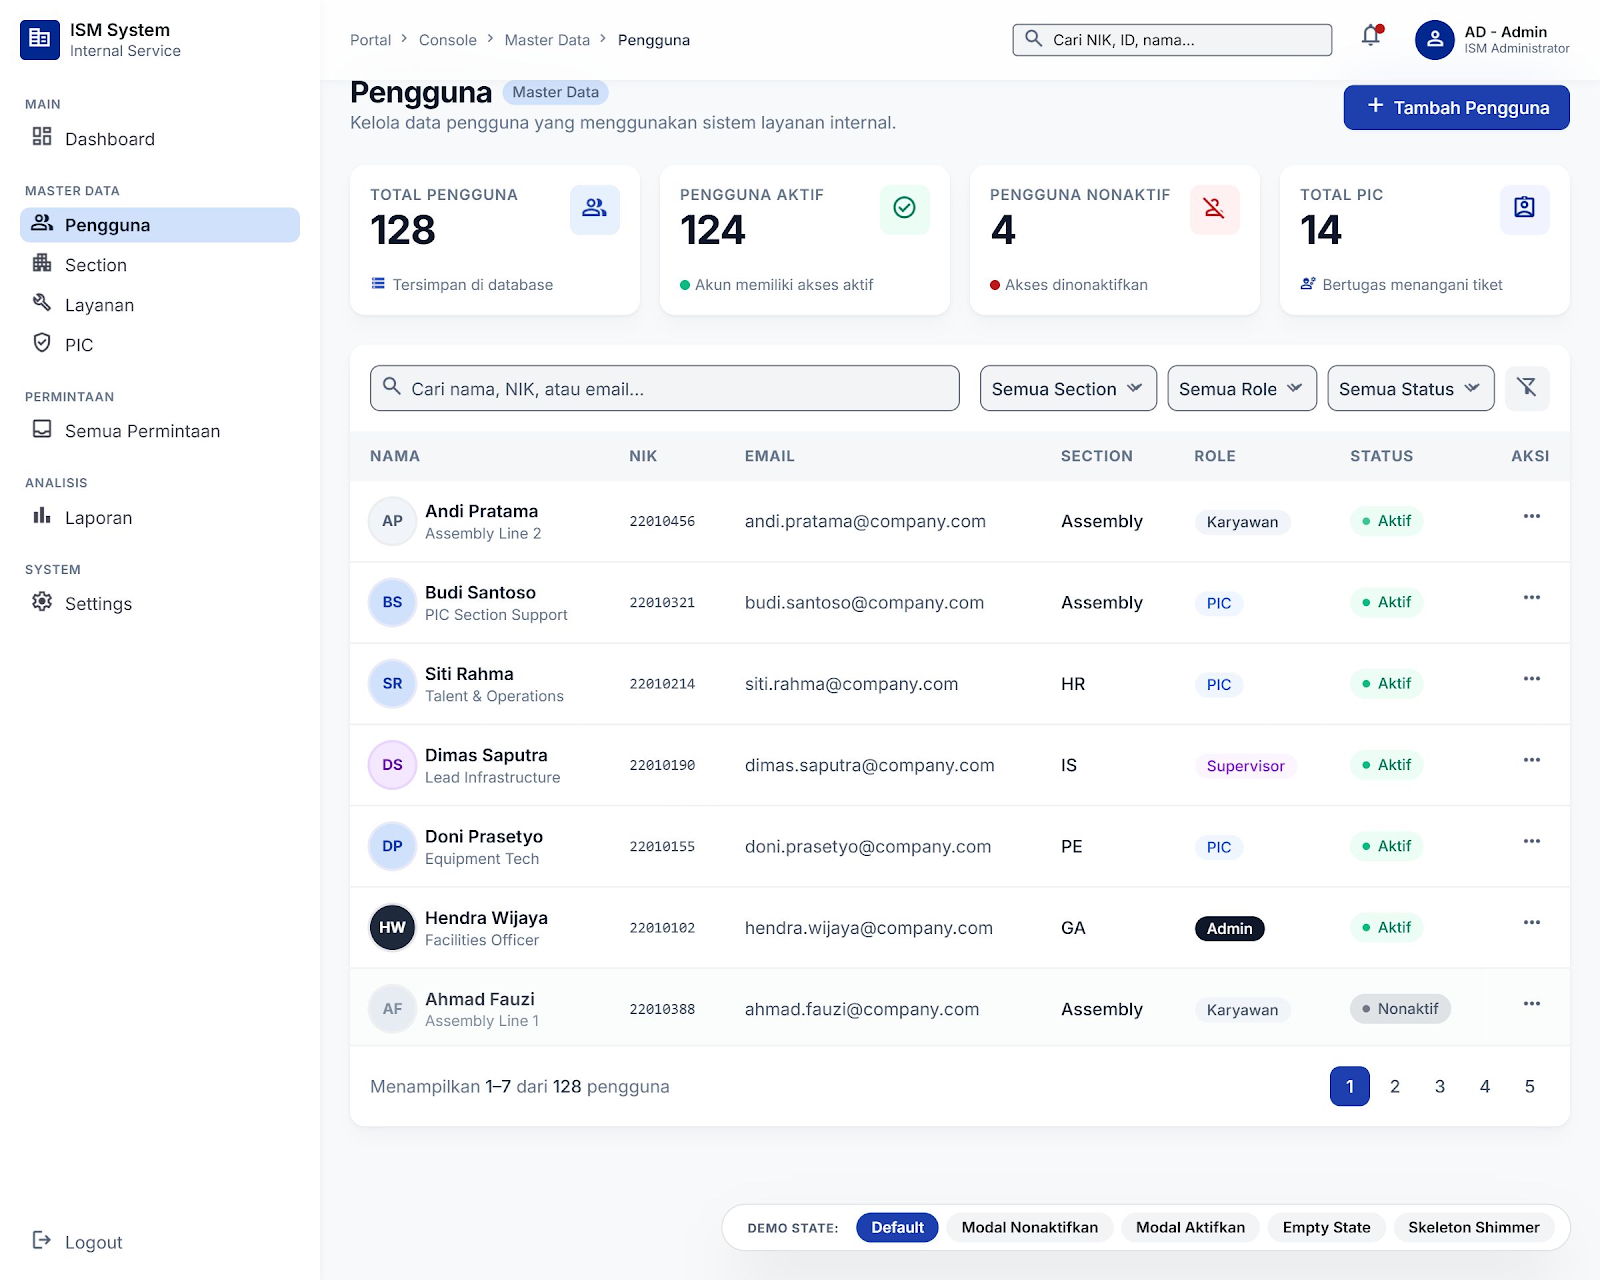 ISM System
Internal Service
MAIN
Dashboard
MASTER DATA
Pengguna
Section
Layanan
PIC
PERMINTAAN
Semua Permintaan
ANALISIS
Laporan
SYSTEM
Settings
Logout
Portal > Console > Master Data > Pengguna
Cari NIK, ID, nama...
AD - Admin
ISM Administrator
Pengguna Master Data
Kelola data pengguna yang menggunakan sistem layanan internal.
+ Tambah Pengguna
TOTAL PENGGUNA
128
Tersimpan di database
PENGGUNA AKTIF
124
Akun memiliki akses aktif
PENGGUNA NONAKTIF
4
Akses dinonaktifkan
TOTAL PIC
14
Bertugas menangani tiket
Cari nama, NIK, atau email... Semua Section Semua Role Semua Status
NAMA NIK EMAIL SECTION ROLE STATUS AKSI
AP Andi Pratama 22010456 andi.pratama@company.com Assembly Karyawan Aktif
Assembly Line 2
BS Budi Santoso 22010321 budi.santoso@company.com Assembly PIC Aktif
PIC Section Support
SR Siti Rahma 22010214 siti.rahma@company.com HR PIC Aktif
Talent & Operations
DS Dimas Saputra 22010190 dimas.saputra@company.com IS Supervisor Aktif
Lead Infrastructure
DP Doni Prasetyo 22010155 doni.prasetyo@company.com PE PIC Aktif
Equipment Tech
HW Hendra Wijaya 22010102 hendra.wijaya@company.com GA Admin Aktif
Facilities Officer
AF Ahmad Fauzi 22010388 ahmad.fauzi@company.com Assembly Karyawan Nonaktif
Assembly Line 1
Menampilkan 1–7 dari 128 pengguna 1 2 3 4 5
DEMO STATE: Default Modal Nonaktifkan Modal Aktifkan Empty State Skeleton Shimmer